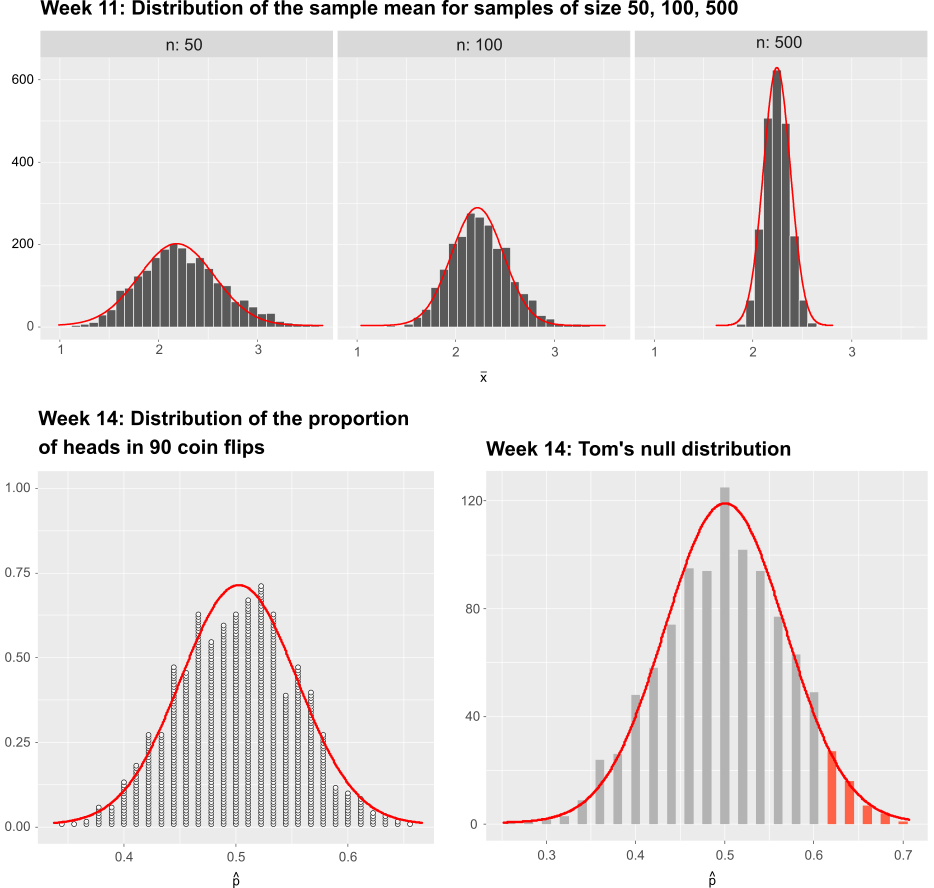 Week 11: Distribution of the sample mean for samples of size 50, 100, 500
n: 50
n: 100
n: 500
600
400
200
0
1 2 3
1 2 3
1 2 3
x̄
Week 14: Distribution of the proportion
of heads in 90 coin flips
1.00
0.75
0.50
0.25
0.00
0.4 0.5 0.6
p̂
Week 14: Tom's null distribution
120
80
40
0
0.3 0.4 0.5 0.6 0.7
p̂